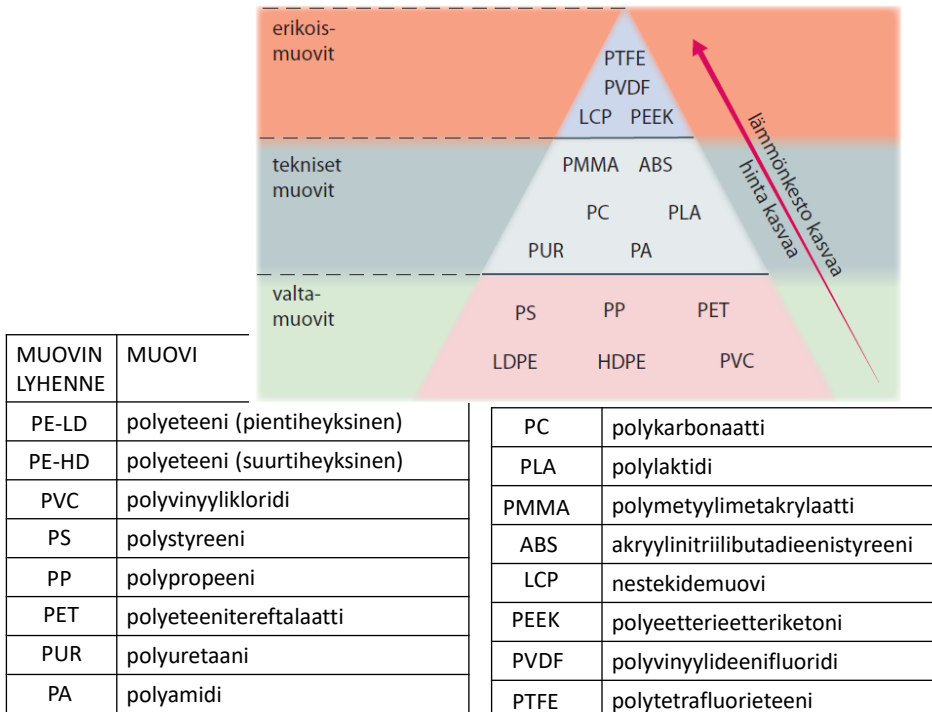 erikois-
muovit
PTFE
PVDF
LCP PEEK
lämmönkesto kasvaa
hinta kasvaa
tekniset
muovit
PMMA ABS
PC PLA
PUR PA
valta-
muovit
PS PP PET
LDPE HDPE PVC
MUOVIN
LYHENNE
MUOVI
PE-LD polyeteeni (pientiheyksinen)
PE-HD polyeteeni (suurtiheyksinen)
PVC polyvinyylikloridi
PS polystyreeni
PP polypropeeni
PET polyeteenitereftalaatti
PUR polyuretaani
PA polyamidi
PC polykarbonaatti
PLA polylaktidi
PMMA polymetyylimetakrylaatti
ABS akryylinitriilibutadieenistyreeni
LCP nestekidemuovi
PEEK polyeetterieetteriketoni
PVDF polyvinyylideenifluoridi
PTFE polytetrafluorieteeni